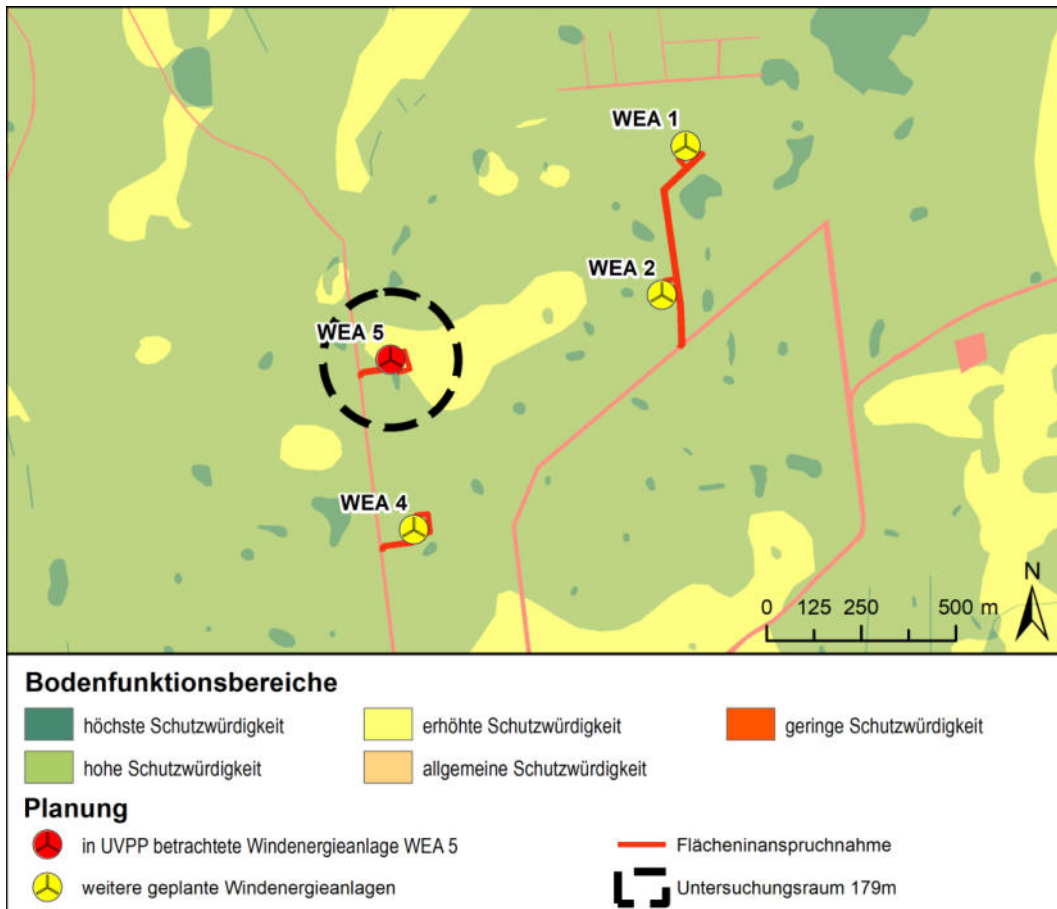 WEA 1
WEA 2
WEA 5
WEA 4
N
0 125 250 500 m
Bodenfunktionsbereiche
höchste Schutzwürdigkeit
erhöhte Schutzwürdigkeit
geringe Schutzwürdigkeit
hohe Schutzwürdigkeit
allgemeine Schutzwürdigkeit
Planung
in UVPP betrachtete Windenergieanlage WEA 5
Flächeninanspruchnahme
weitere geplante Windenergieanlagen
Untersuchungsraum 179m